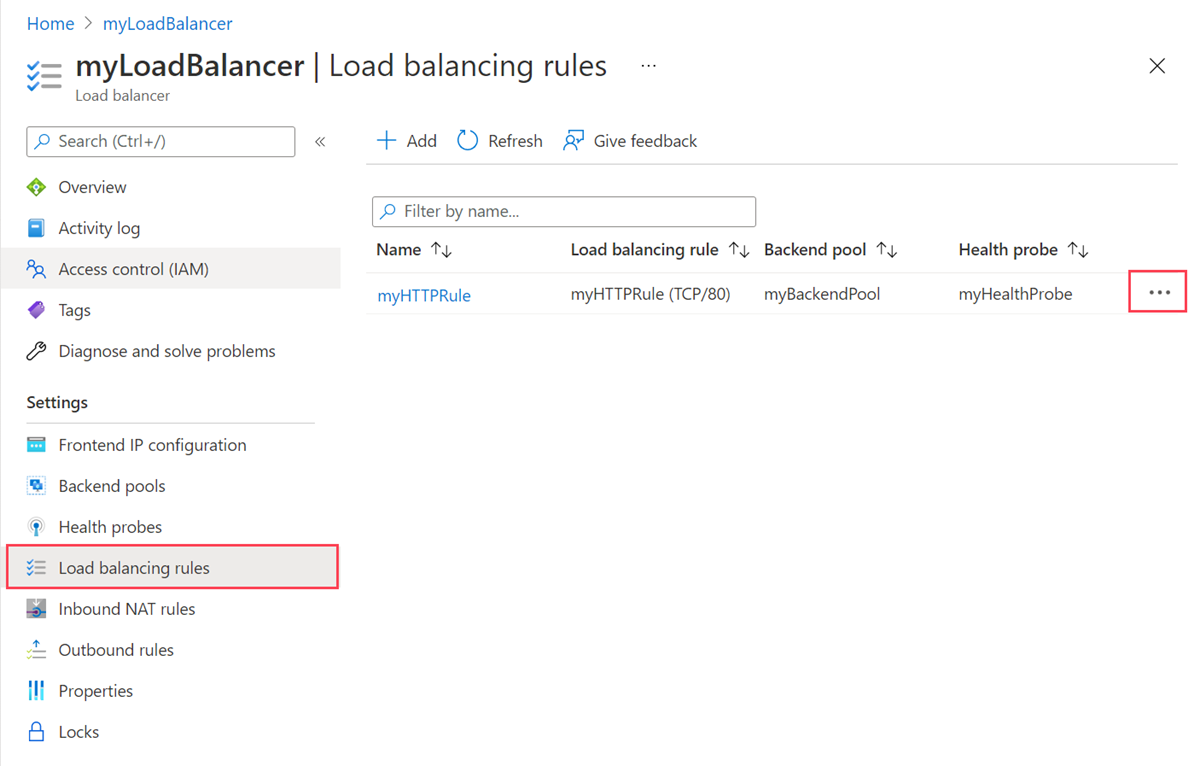 Home > myLoadBalancer
myLoadBalancer | Load balancing rules ...
Load balancer
Search (Ctrl+/) «
Add Refresh Give feedback
Overview
Activity log
Access control (IAM)
Tags
Diagnose and solve problems
Settings
Frontend IP configuration
Backend pools
Health probes
Load balancing rules
Inbound NAT rules
Outbound rules
Properties
Locks
Filter by name...
Name ↑↓ Load balancing rule ↑↓ Backend pool ↑↓ Health probe ↑↓
myHTTPRule myHTTPRule (TCP/80) myBackendPool myHealthProbe ...